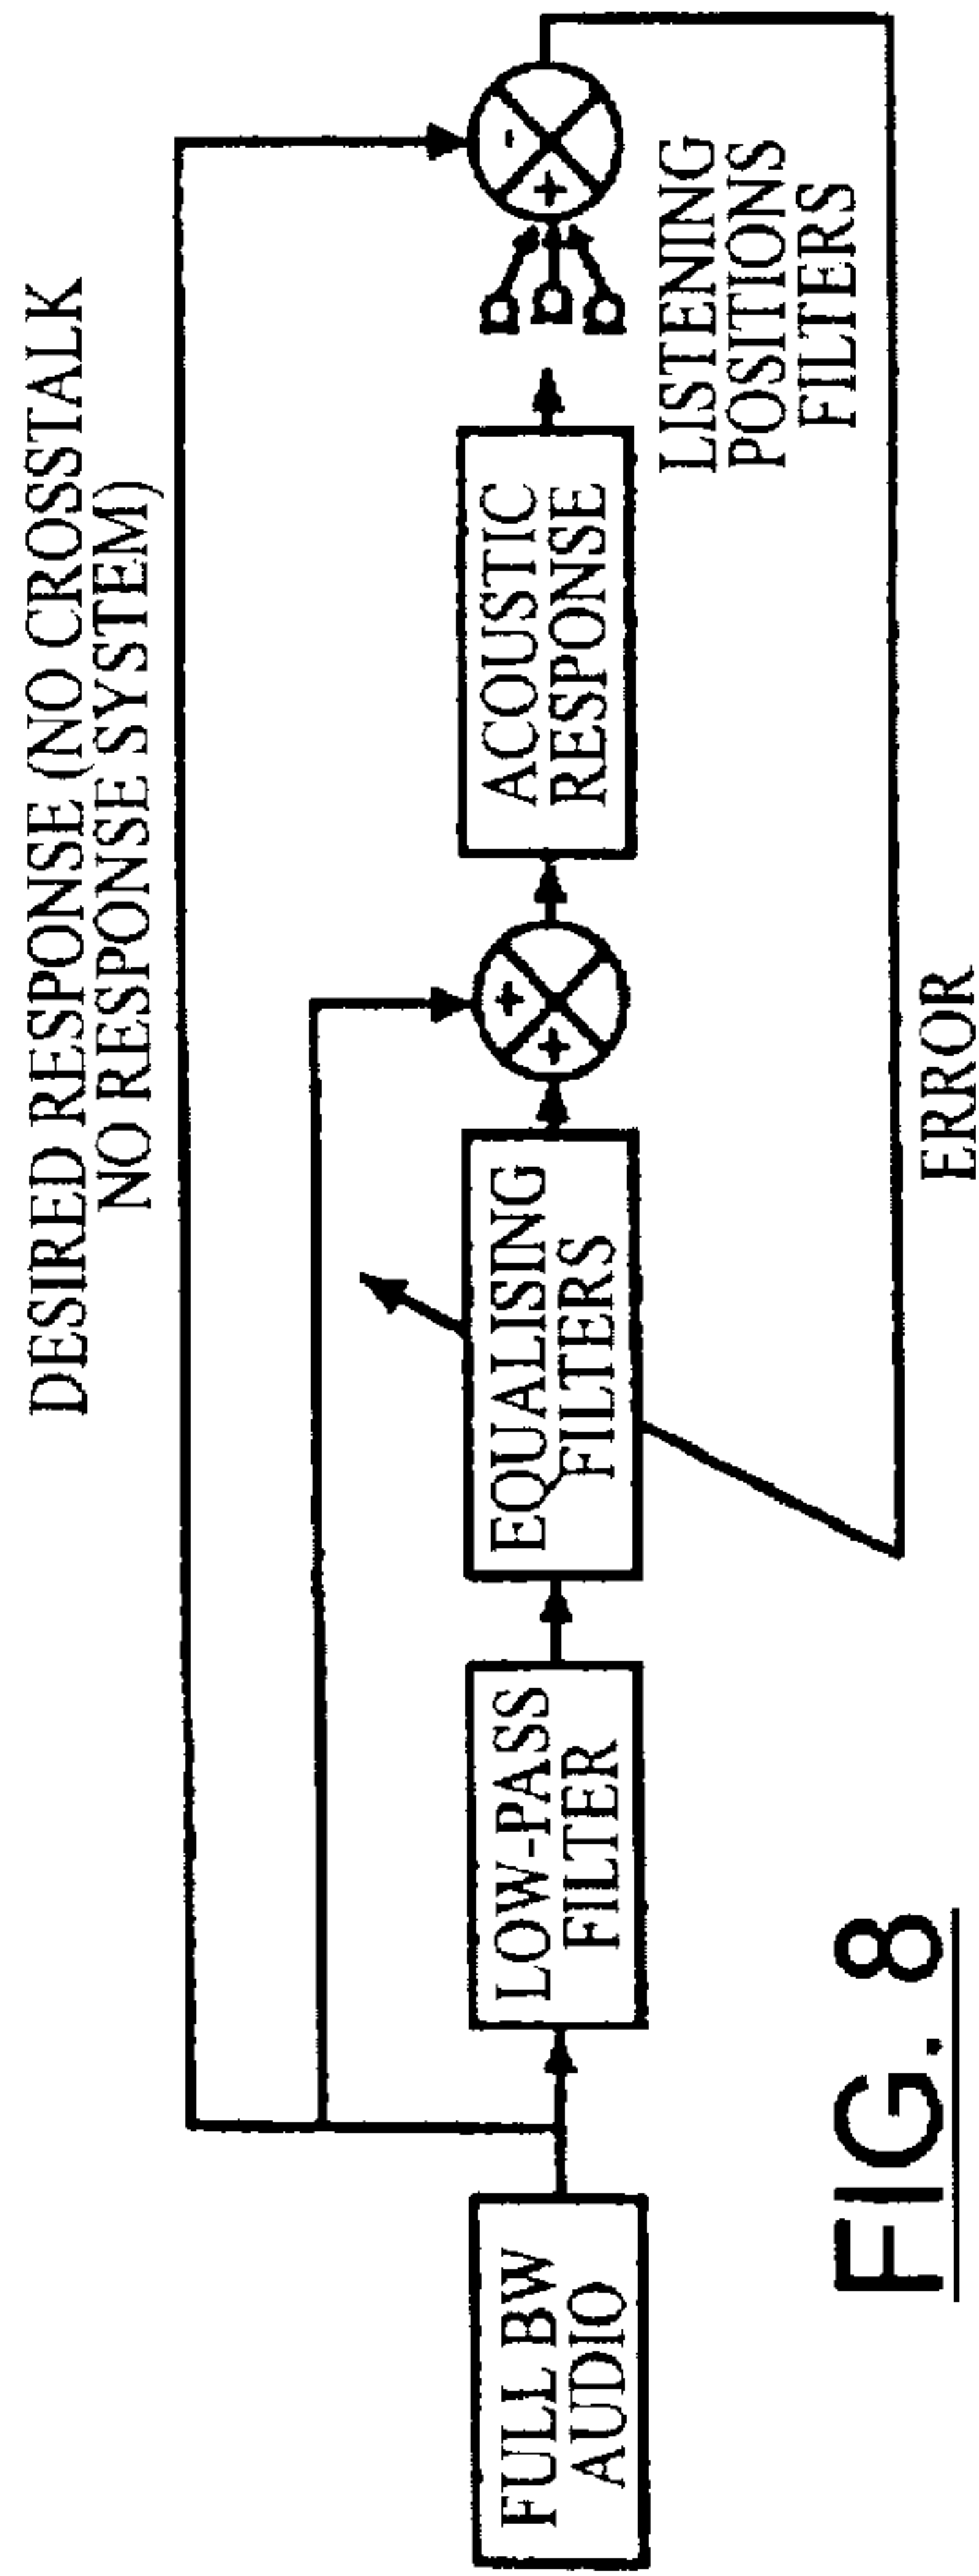 DESIRED RESPONSE (NO CROSSTALK
NO RESPONSE SYSTEM)
FULL BW
AUDIO
LOW-PASS
FILTER
EQUALISING
FILTERS
+
+
ACOUSTIC
RESPONSE
-
+
LISTENING
POSITIONS
FILTERS
ERROR
FIG. 8